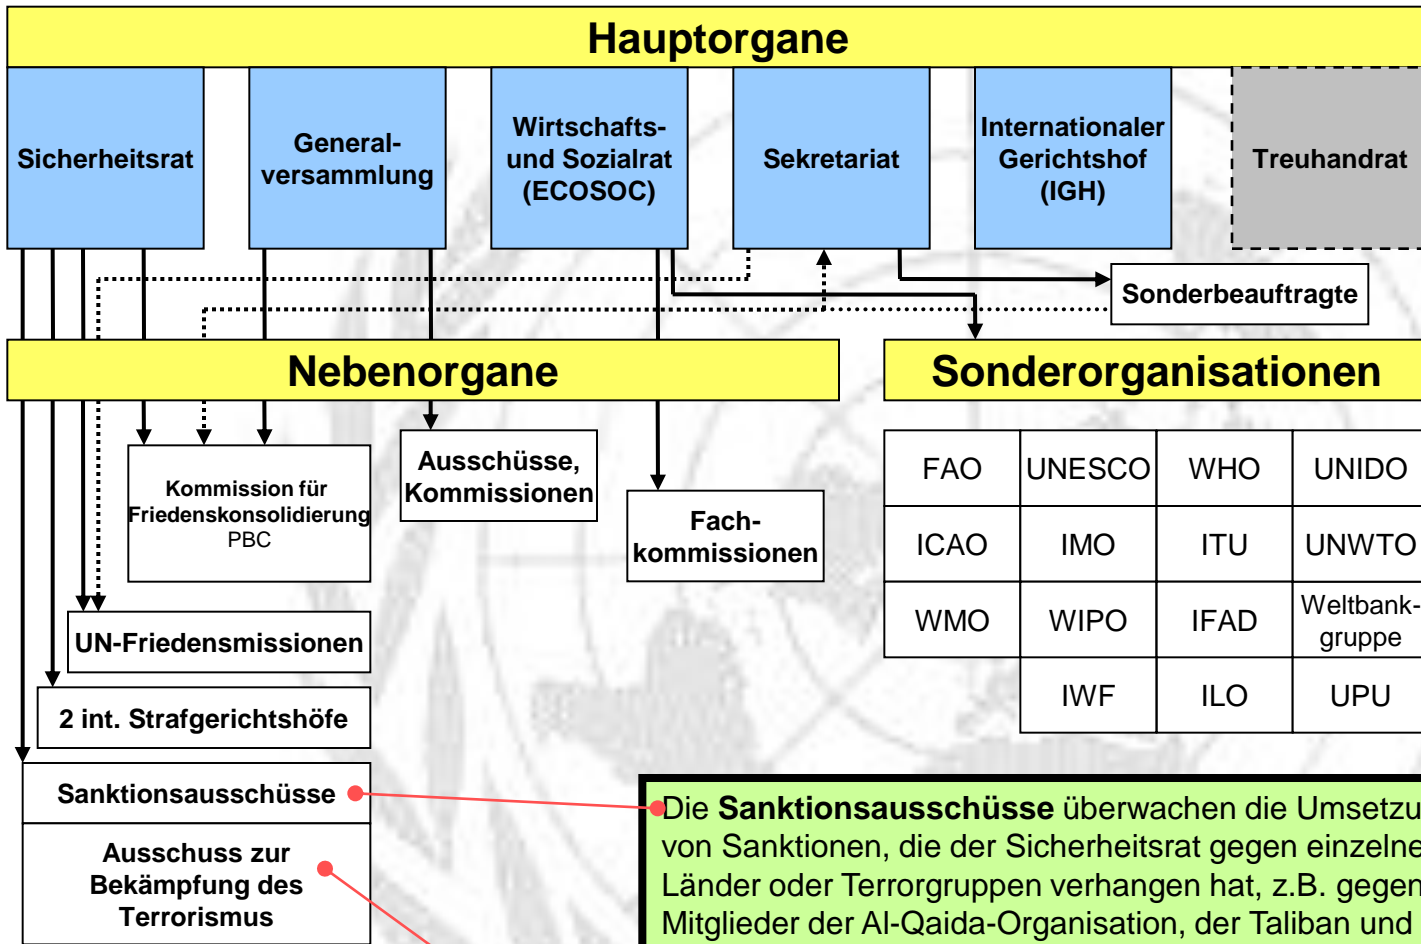 Hauptorgane
Sicherheitsrat
General-
versammlung
Wirtschafts-
und Sozialrat
(ECOSOC)
Sekretariat
Internationaler
Gerichtshof
(IGH)
Treuhandrat
Sonderbeauftragte
Nebenorgane
Sonderorganisationen
Kommission für
Friedenskonsolidierung
PBC
Ausschüsse,
Kommissionen
Fach-
kommissionen
UN-Friedensmissionen
2 int. Strafgerichtshöfe
Sanktionsausschüsse
Ausschuss zur
Bekämpfung des
Terrorismus
FAO UNESCO WHO UNIDO
ICAO IMO ITU UNWTO
WMO WIPO IFAD Weltbank-
gruppe
IWF ILO UPU
Die Sanktionsausschüsse überwachen die Umsetzu
von Sanktionen, die der Sicherheitsrat gegen einzelne
Länder oder Terrorgruppen verhangen hat, z.B. gegen
Mitglieder der Al-Qaida-Organisation, der Taliban und